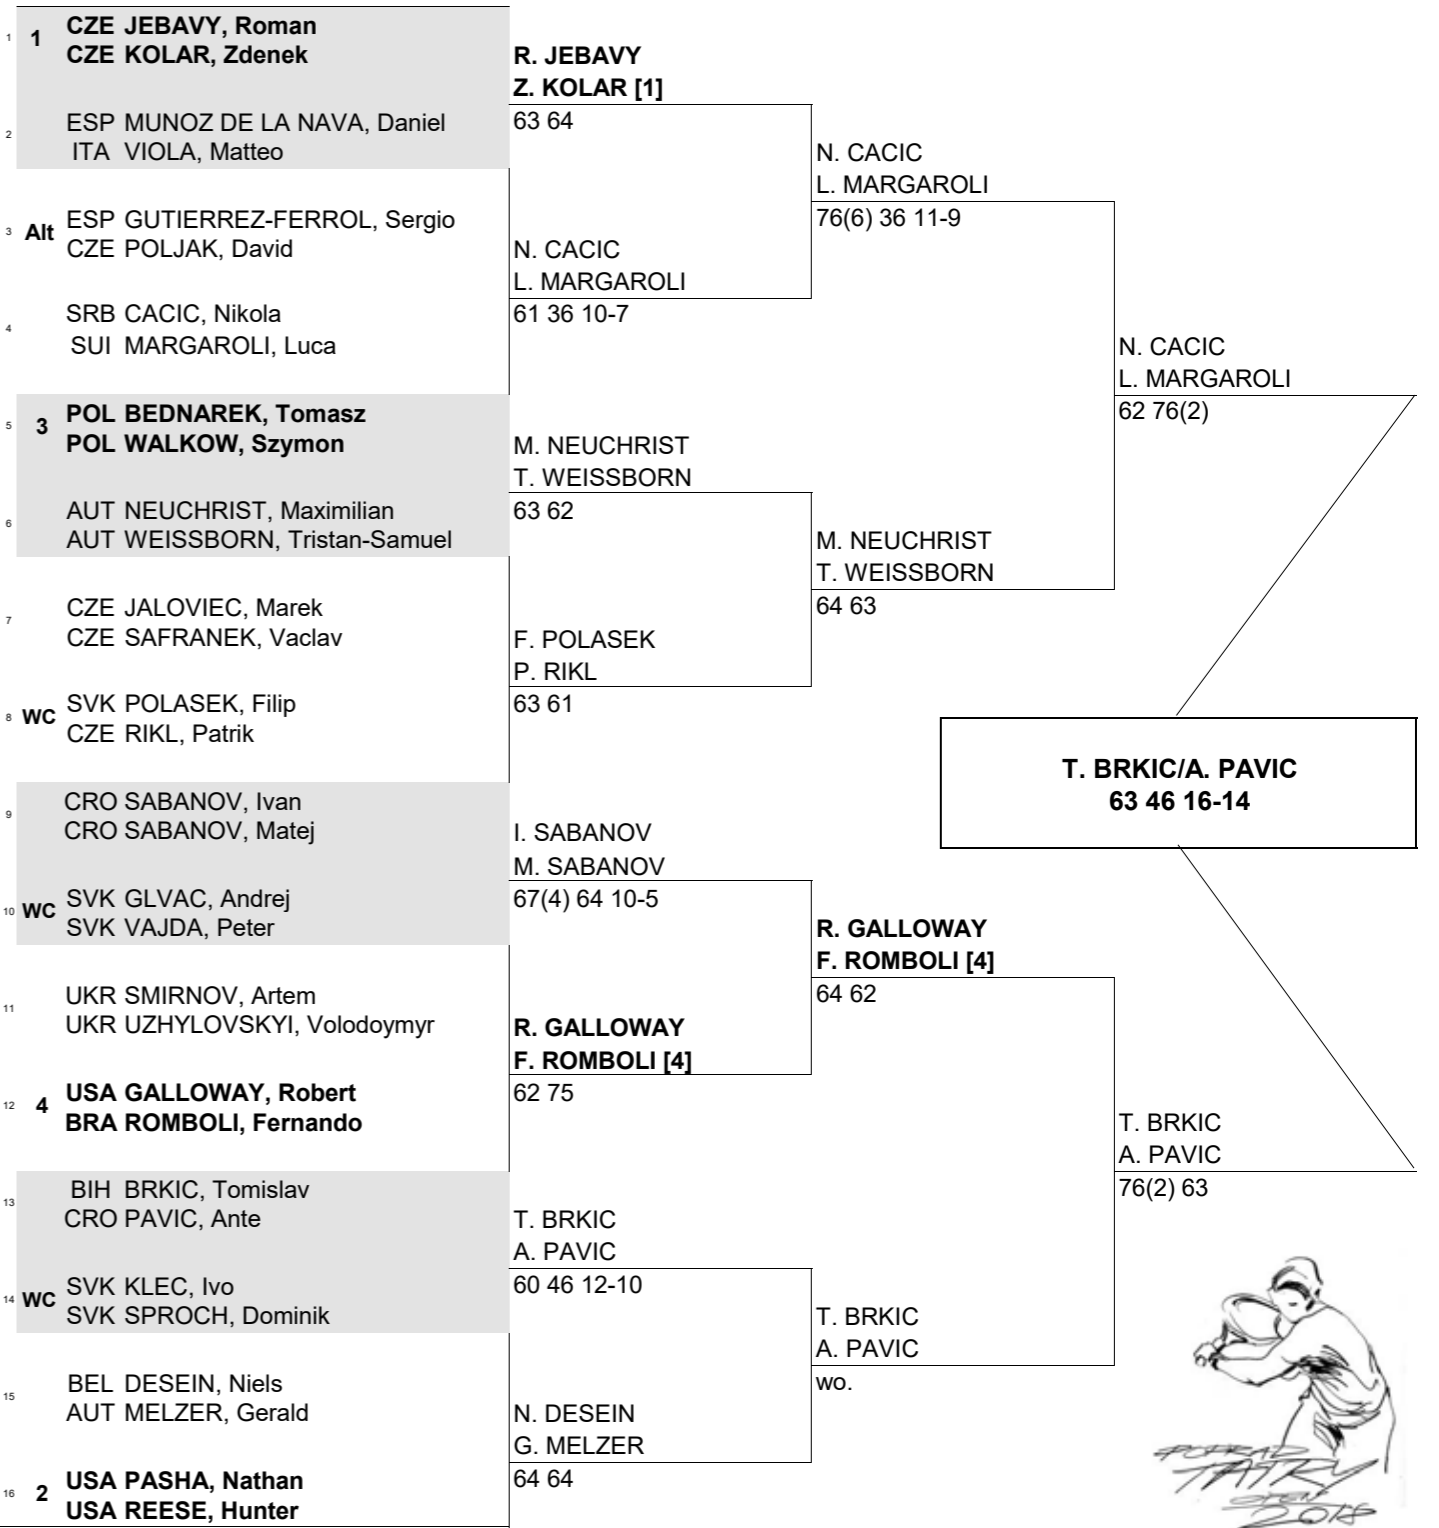 1 1 CZE JEBAVY, Roman
CZE KOLAR, Zdenek
2 ESP MUNOZ DE LA NAVA, Daniel
ITA VIOLA, Matteo
3 Alt ESP GUTIERREZ-FERROL, Sergio
CZE POLJAK, David
4 SRB CACIC, Nikola
SUI MARGAROLI, Luca
5 3 POL BEDNAREK, Tomasz
POL WALKOW, Szymon
6 AUT NEUCHRIST, Maximilian
AUT WEISSBORN, Tristan-Samuel
7 CZE JALOVIEC, Marek
CZE SAFRANEK, Vaclav
8 WC SVK POLASEK, Filip
CZE RIKL, Patrik
9 CRO SABANOV, Ivan
CRO SABANOV, Matej
10 WC SVK GLVAC, Andrej
SVK VAJDA, Peter
11 UKR SMIRNOV, Artem
UKR UZHYLOVSKYI, Volodoymyr
12 4 USA GALLOWAY, Robert
BRA ROMBOLI, Fernando
13 BIH BRKIC, Tomislav
CRO PAVIC, Ante
14 WC SVK KLEC, Ivo
SVK SPROCH, Dominik
15 BEL DESEIN, Niels
AUT MELZER, Gerald
16 2 USA PASHA, Nathan
USA REESE, Hunter
R. JEBAVY
Z. KOLAR [1]
63 64
N. CACIC
L. MARGAROLI
61 36 10-7
M. NEUCHRIST
T. WEISSBORN
63 62
F. POLASEK
P. RIKL
63 61
I. SABANOV
M. SABANOV
67(4) 64 10-5
R. GALLOWAY
F. ROMBOLI [4]
62 75
T. BRKIC
A. PAVIC
60 46 12-10
N. DESEIN
G. MELZER
64 64
N. CACIC
L. MARGAROLI
76(6) 36 11-9
M. NEUCHRIST
T. WEISSBORN
64 63
R. GALLOWAY
F. ROMBOLI [4]
64 62
T. BRKIC
A. PAVIC
wo.
N. CACIC
L. MARGAROLI
62 76(2)
T. BRKIC
A. PAVIC
76(2) 63
T. BRKIC/A. PAVIC
63 46 16-14
POPRAD
TATRY
OPEN
2018